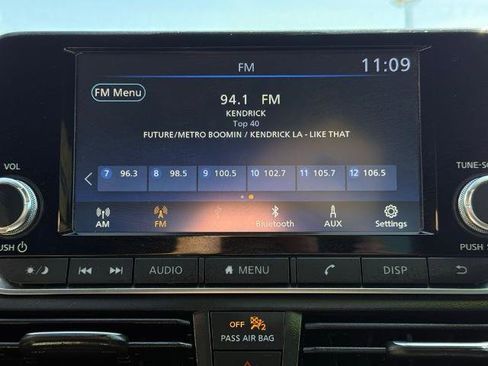 FM
11:09
FM Menu
94.1 FM
KENDRICK
Top 40
FUTURE/METRO BOOMIN / KENDRICK LA - LIKE THAT
7 96.3 8 98.5 9 100.5 10 102.7 11 105.7 12 106.5
AM FM Bluetooth AUX Settings
VOL
TUNE-SC
PUSH
PUSH S
AUDIO MENU DISP
OFF 2
PASS AIR BAG